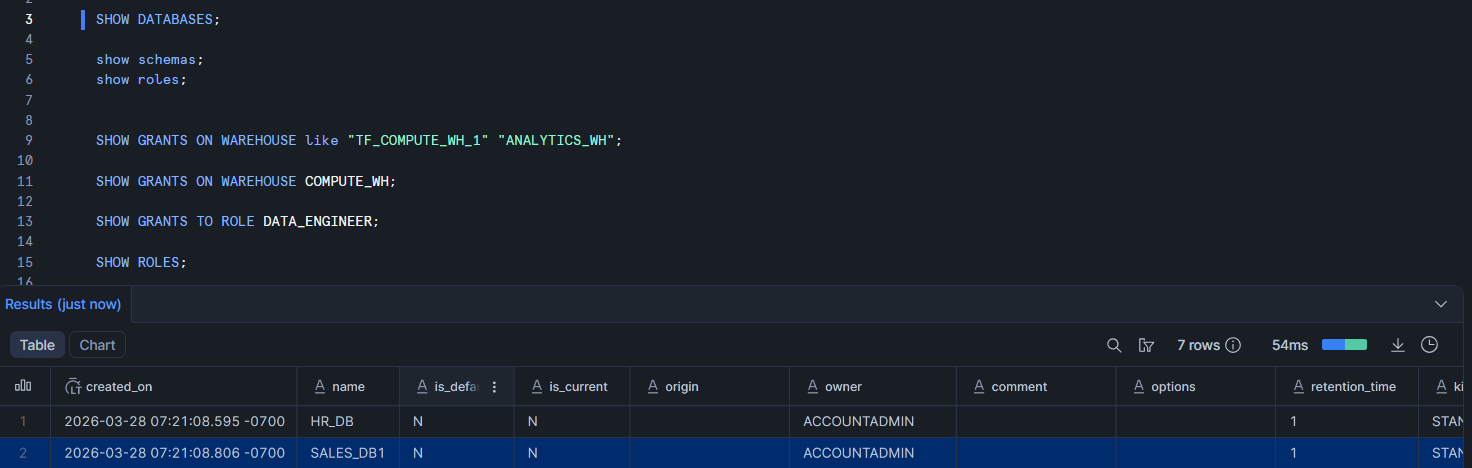 3 SHOW DATABASES;
4
5 show schemas;
6 show roles;
7
8
9 SHOW GRANTS ON WAREHOUSE like "TF_COMPUTE_WH_1" "ANALYTICS_WH";
10
11 SHOW GRANTS ON WAREHOUSE COMPUTE_WH;
12
13 SHOW GRANTS TO ROLE DATA_ENGINEER;
14
15 SHOW ROLES;
16
Results (just now)
Table Chart 7 rows 54ms
created_on A name A is_defa A is_current A origin A owner A comment A options A retention_time A ki
1 2026-03-28 07:21:08.595 -0700 HR_DB N N ACCOUNTADMIN 1 STAN
2 2026-03-28 07:21:08.806 -0700 SALES_DB1 N N ACCOUNTADMIN 1 STAN